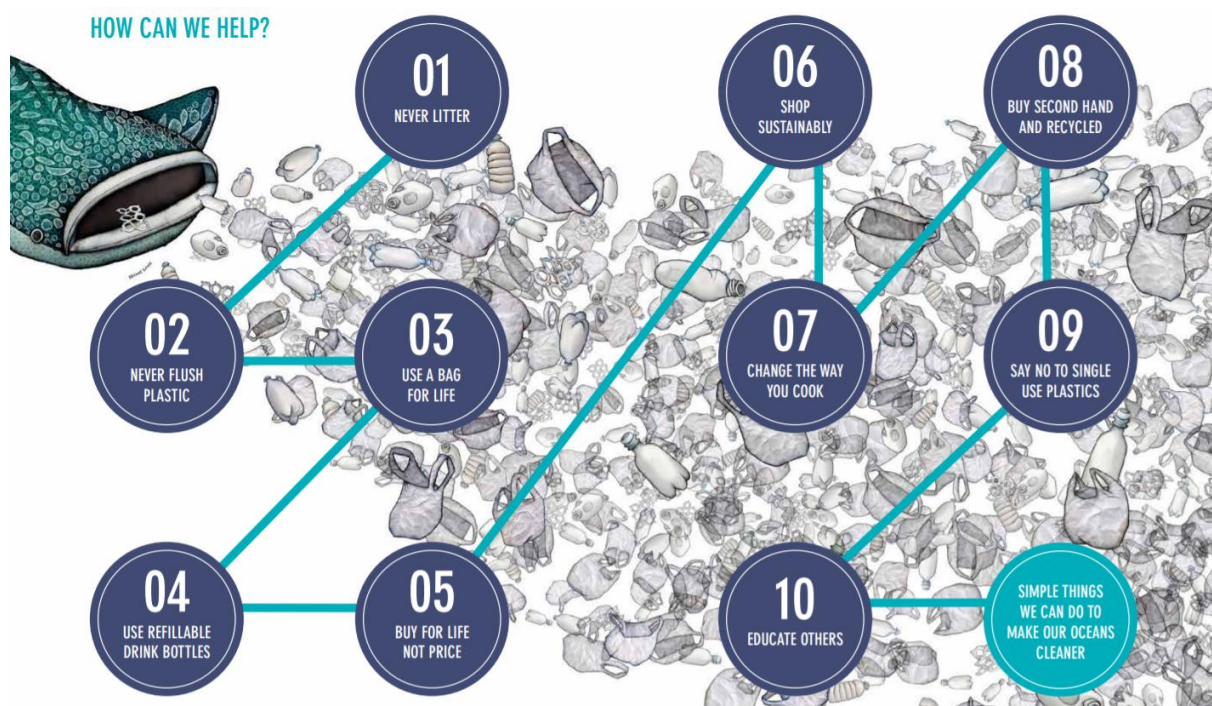 HOW CAN WE HELP?
01
NEVER LITTER
02
NEVER FLUSH
PLASTIC
03
USE A BAG
FOR LIFE
04
USE REFILLABLE
DRINK BOTTLES
05
BUY FOR LIFE
NOT PRICE
06
SHOP
SUSTAINABLY
07
CHANGE THE WAY
YOU COOK
08
BUY SECOND HAND
AND RECYCLED
09
SAY NO TO SINGLE
USE PLASTICS
10
EDUCATE OTHERS
SIMPLE THINGS
WE CAN DO TO
MAKE OUR OCEANS
CLEANER